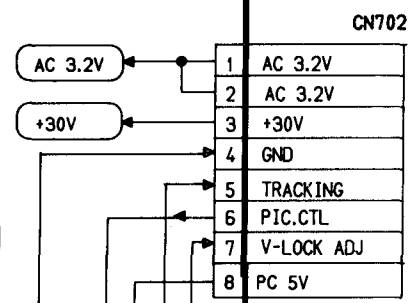 CN702
AC 3.2V 1 AC 3.2V
2 AC 3.2V
+30V 3 +30V
4 GND
5 TRACKING
6 PIC.CTL
7 V-LOCK ADJ
8 PC 5V